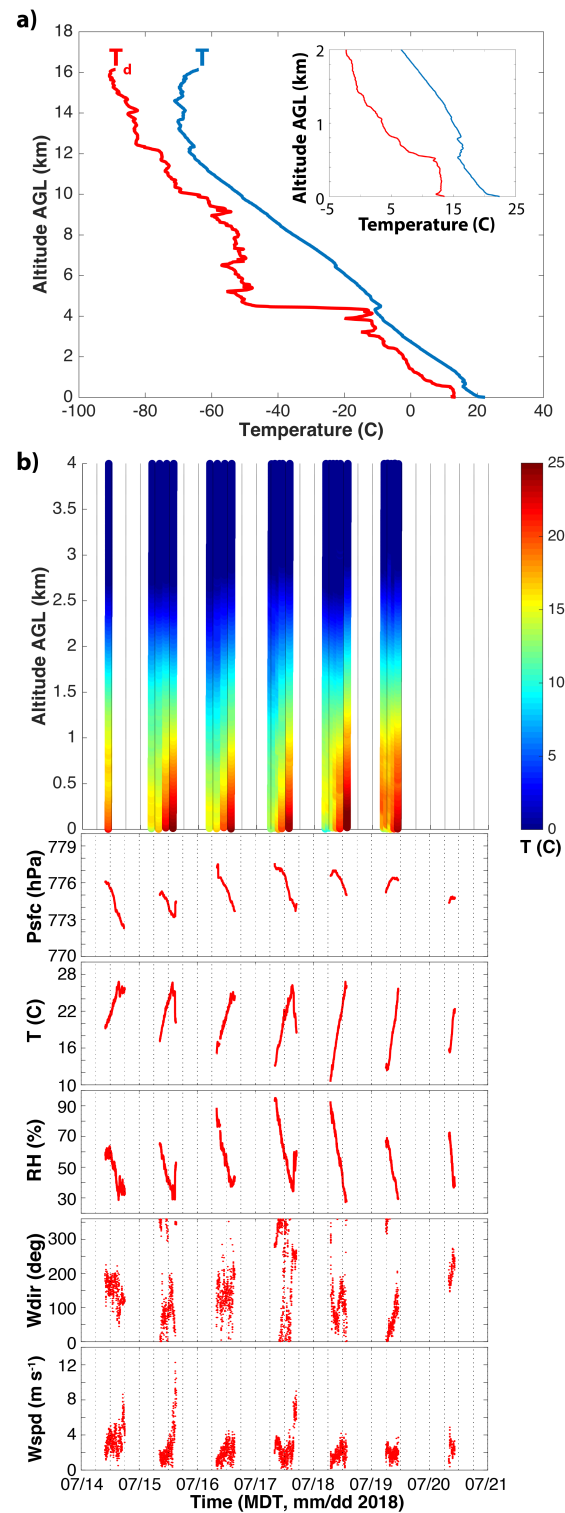 a)
18
16
14
12
10
8
6
4
2
0
Altitude AGL (km)
T d
T
-100 -80 -60 -40 -20 0 20 40
Temperature (C)
2
1
0
Altitude AGL (km)
-5 5 15 25
Temperature (C)
b)
4
3.5
3
2.5
2
1.5
1
0.5
0
Altitude AGL (km)
25
20
15
10
5
0
T (C)
779
776
773
770
Psfc (hPa)
28
22
16
10
T (C)
90
70
50
30
RH (%)
300
200
100
0
Wdir (deg)
12
8
4
0
Wspd (m s-1)
07/14 07/15 07/16 07/17 07/18 07/19 07/20 07/21
Time (MDT, mm/dd 2018)